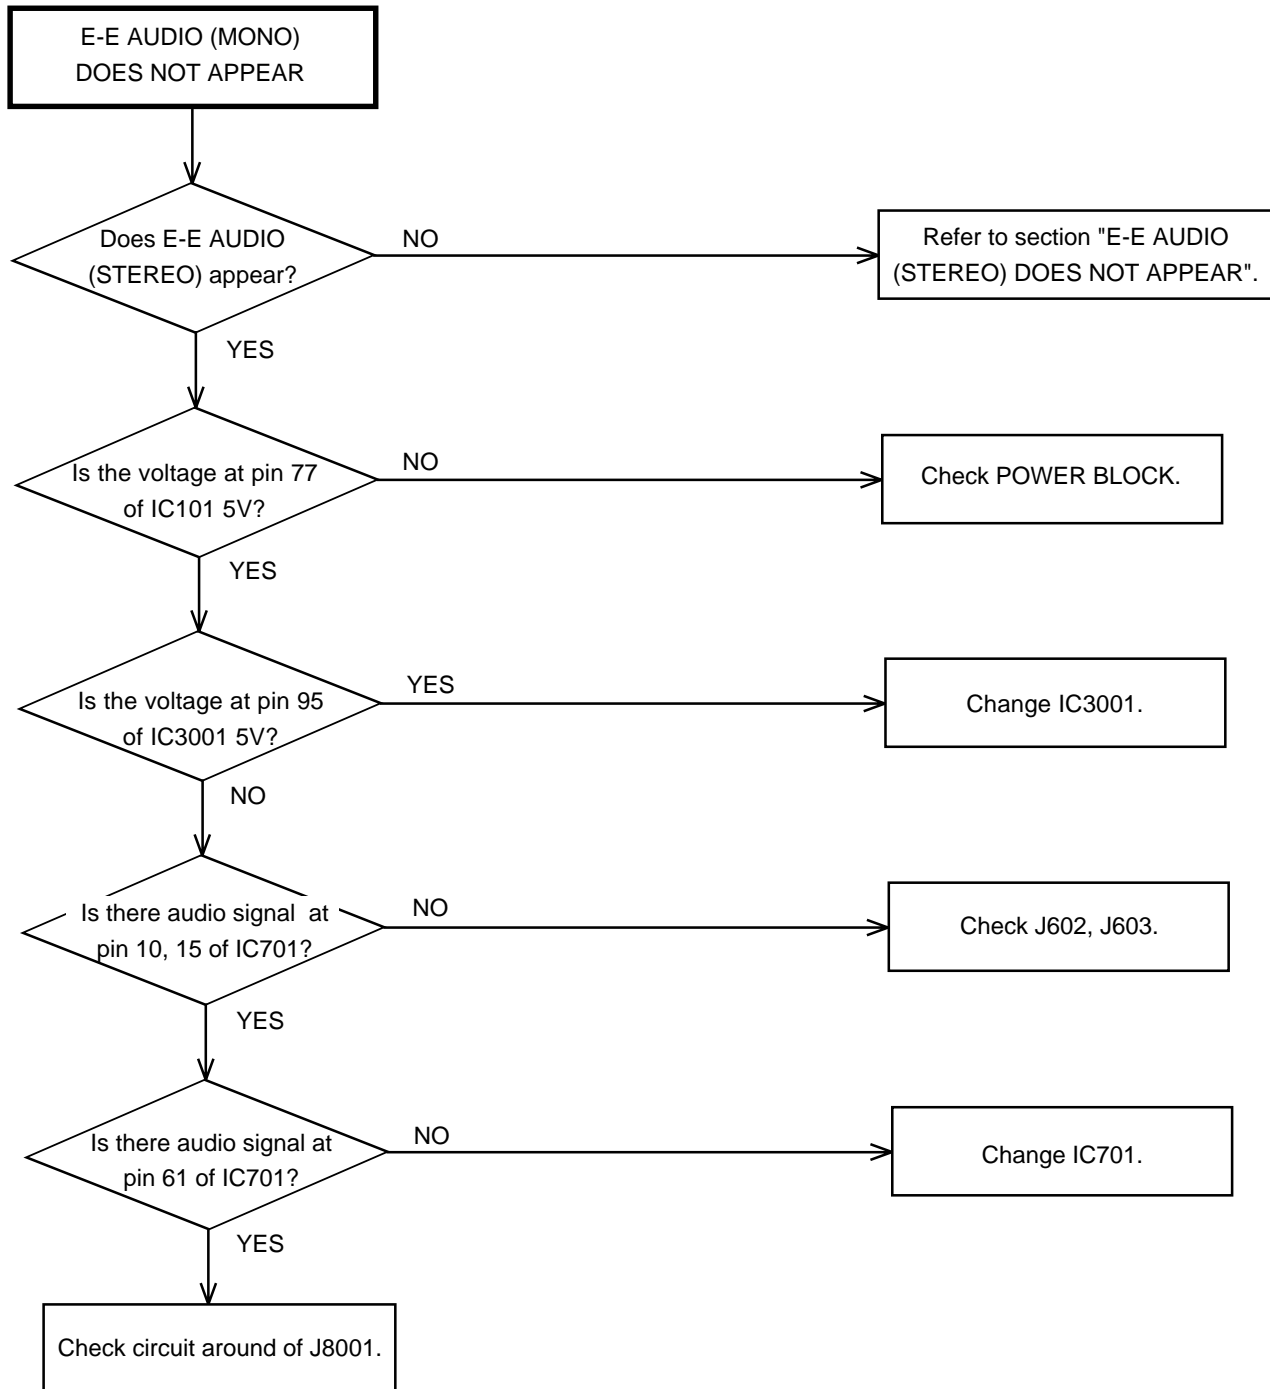 E-E AUDIO (MONO)
DOES NOT APPEAR
Does E-E AUDIO
(STEREO) appear?
NO
Refer to section "E-E AUDIO
(STEREO) DOES NOT APPEAR".
YES
Is the voltage at pin 77
of IC101 5V?
NO
Check POWER BLOCK.
YES
Is the voltage at pin 95
of IC3001 5V?
YES
Change IC3001.
NO
Is there audio signal at
pin 10, 15 of IC701?
NO
Check J602, J603.
YES
Is there audio signal at
pin 61 of IC701?
NO
Change IC701.
YES
Check circuit around of J8001.